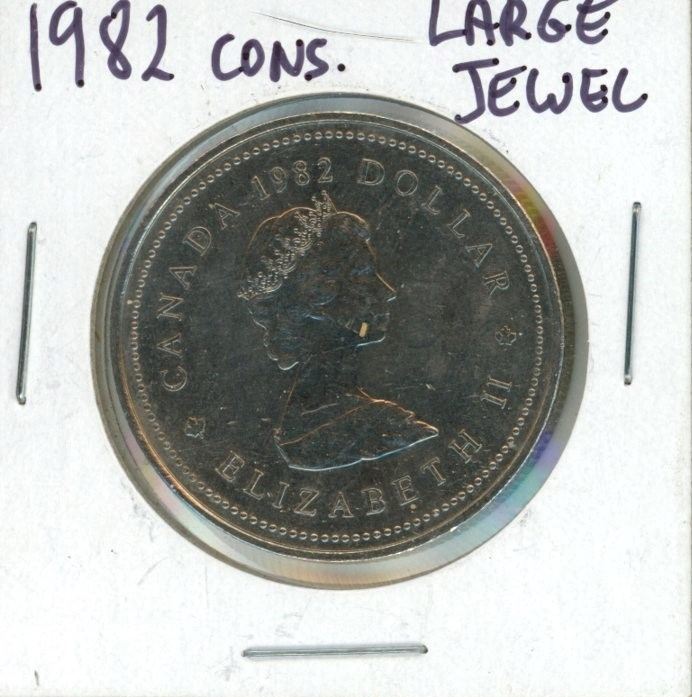 1982 CONS. LARGE
JEWEL
CANADA 1982 DOLLAR
ELIZABETH II